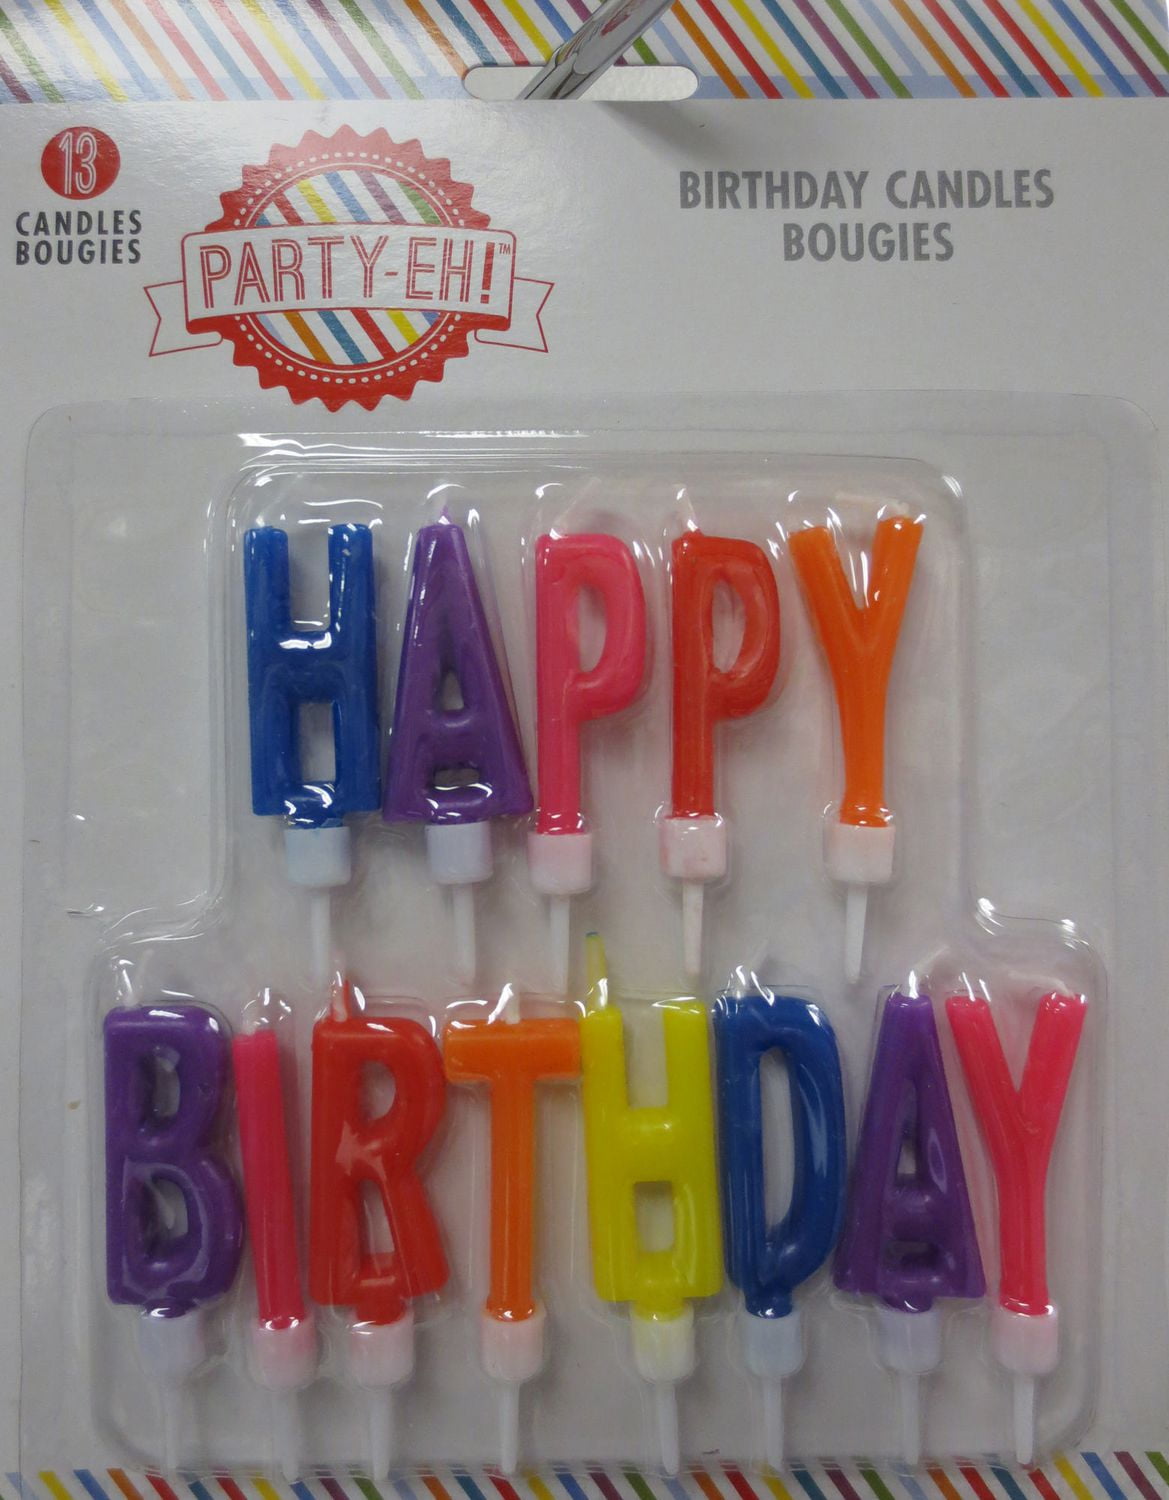 13
CANDLES
BOUGIES
PARTY-EH!™
BIRTHDAY CANDLES
BOUGIES
HAPPY
BIRTHDAY